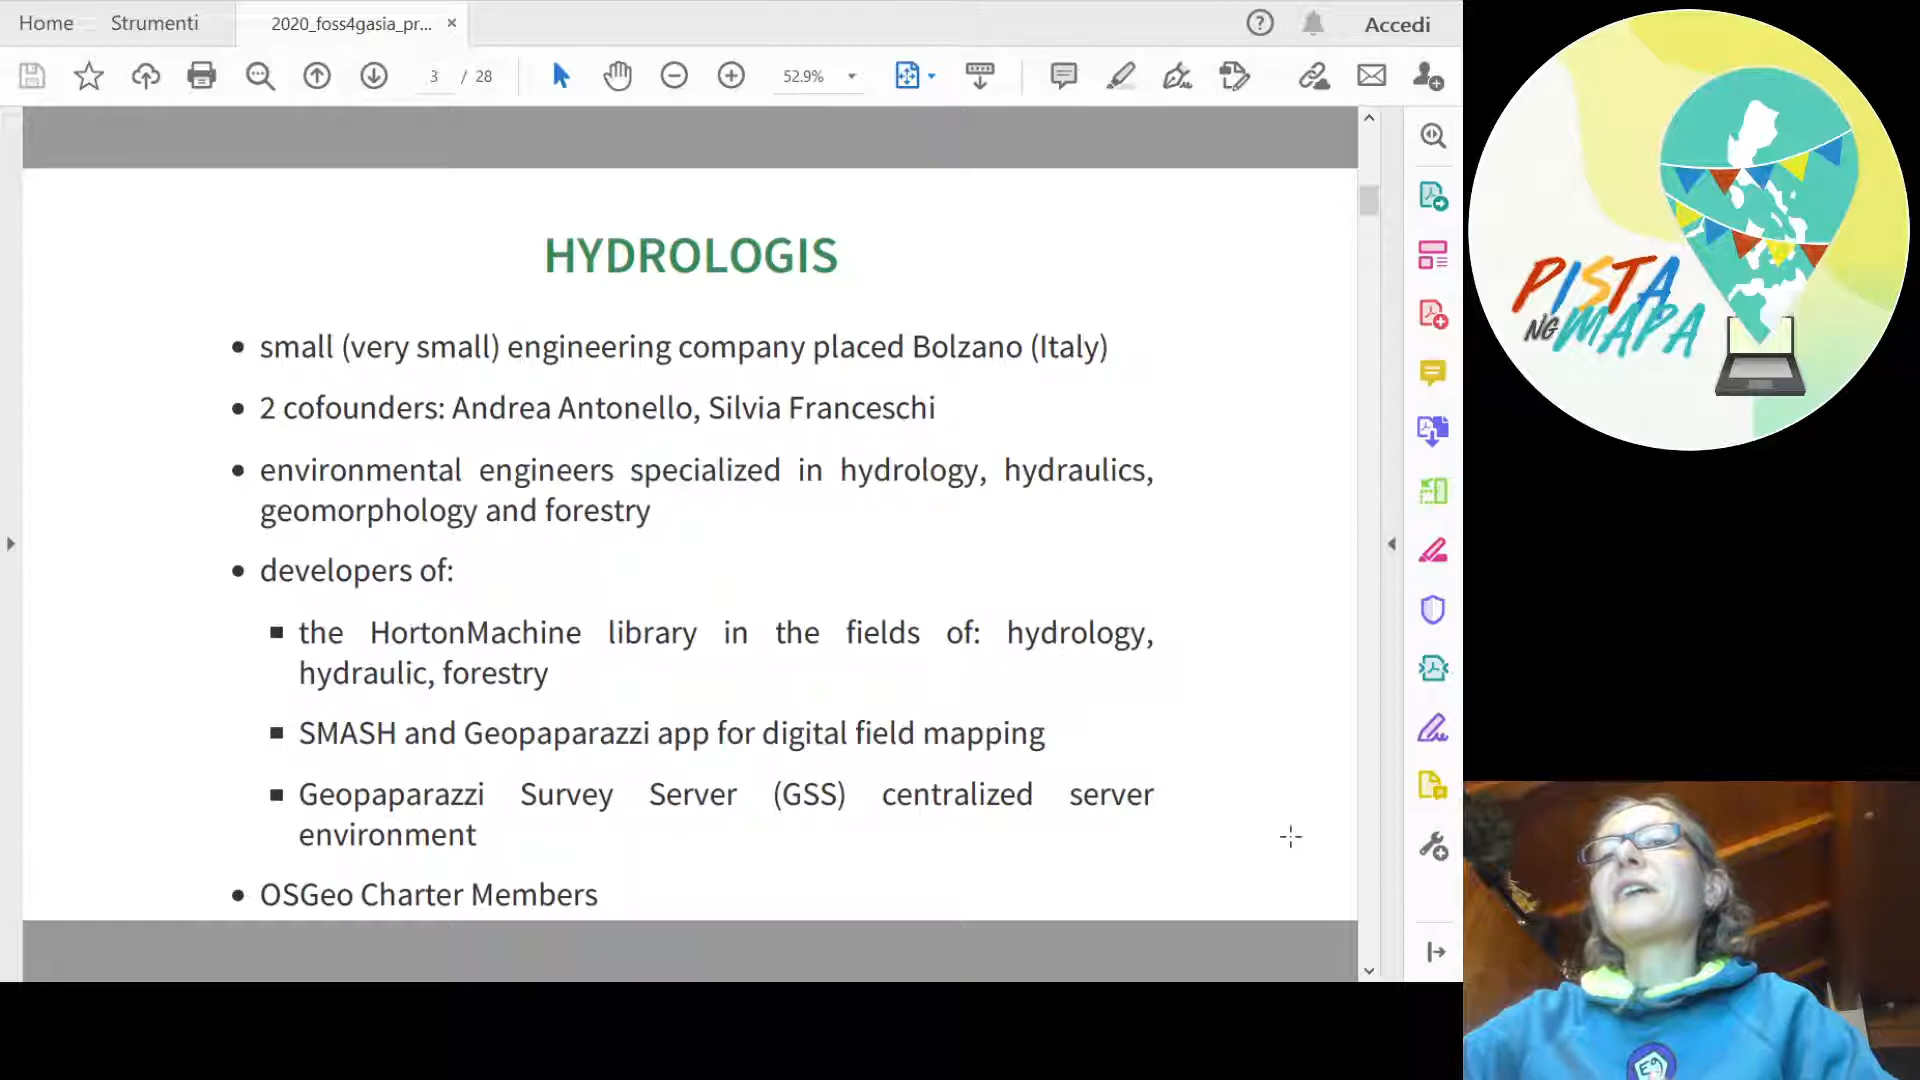 Home
Strumenti
2020_foss4gasia_pr...
Accedi
3 / 28
52.9%
HYDROLOGIS
• small (very small) engineering company placed Bolzano (Italy)
• 2 cofounders: Andrea Antonello, Silvia Franceschi
• environmental engineers specialized in hydrology, hydraulics,
geomorphology and forestry
• developers of:
▪ the HortonMachine library in the fields of: hydrology,
hydraulic, forestry
▪ SMASH and Geopaparazzi app for digital field mapping
▪ Geopaparazzi Survey Server (GSS) centralized server
environment
• OSGeo Charter Members
PISTA
NG MAPA